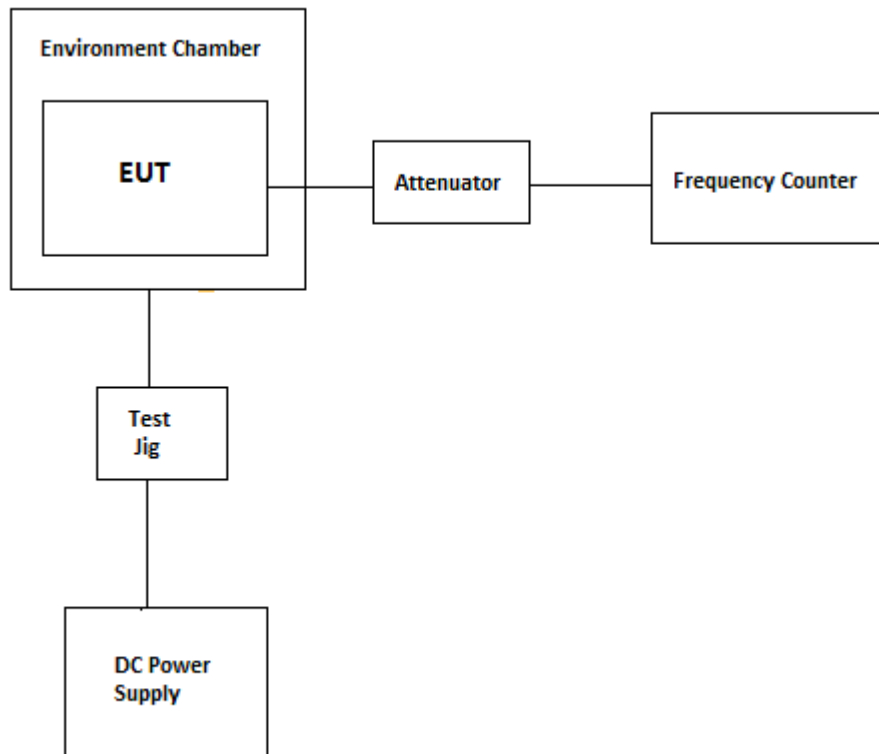 Environment Chamber
EUT
Attenuator
Frequency Counter
Test
Jig
DC Power
Supply